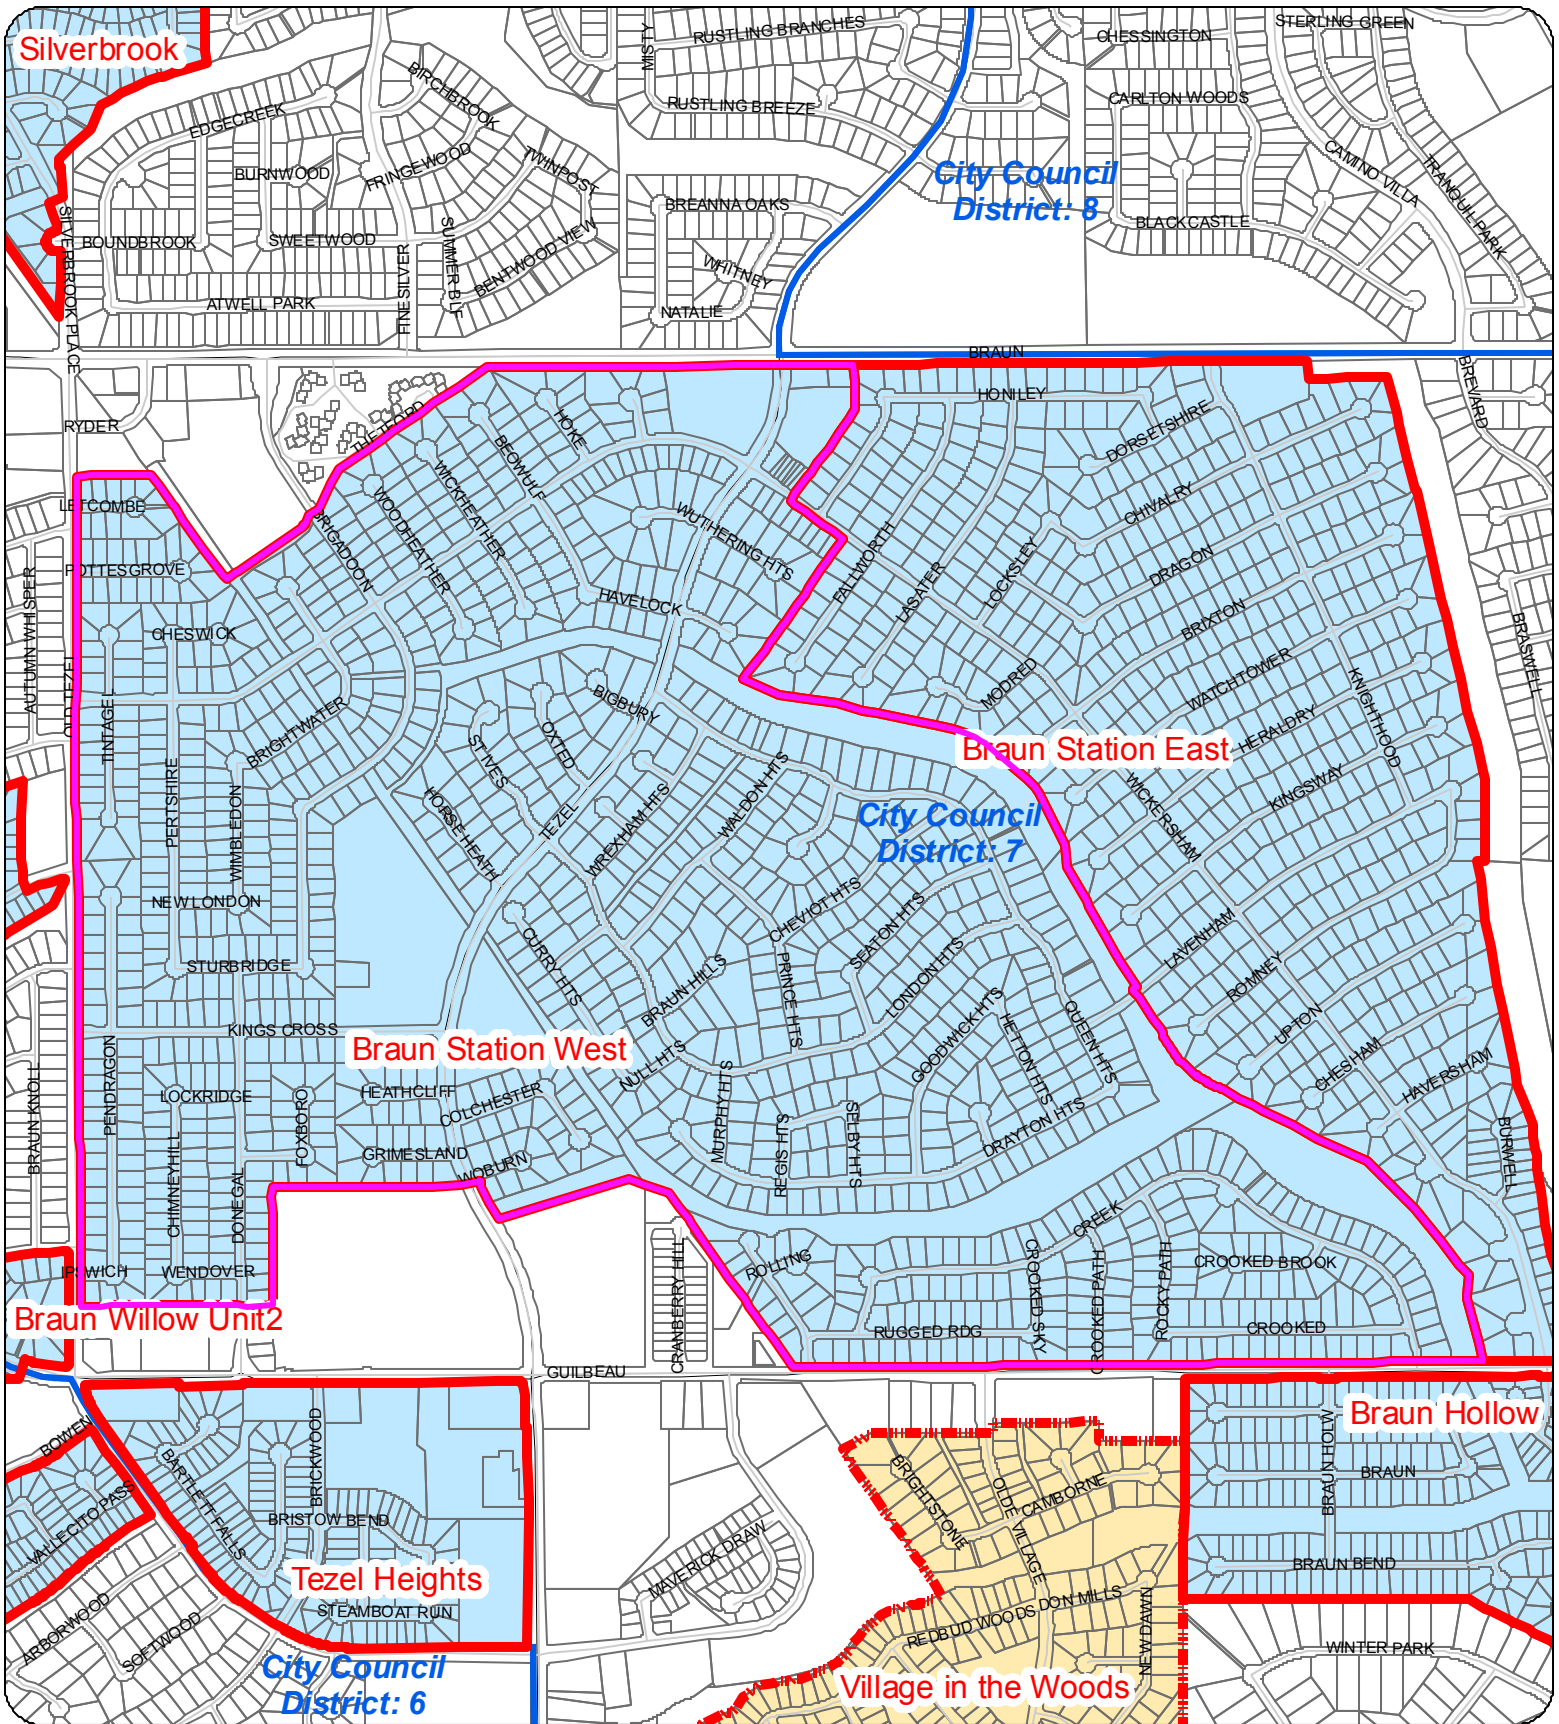 Silverbrook
MISTY
RUSTLING BRANCHES
CHESSINGTON
STERLING GREEN
BIRCHBROOK
EDGECREEK
RUSTLING BREEZE
CARLTON WOODS
BURNWOOD
FRINGEWOOD
TWINPOST
City Council
District: 8
CAMINO VILLA
TRANQUIL PARK
SILVERBROOK PLACE
BOUNDBROOK
SWEETWOOD
SUMMER BLF
BENTWOOD VIEW
BREANNA OAKS
BLACKCASTLE
WHITNEY
ATWELL PARK
FINESILVER
NATALIE
BRAUN
BREVARD
RYDER
THETFORD
HOKE
HONILEY
DORSETSHIRE
BEOWULF
WICKHEATHER
WOODHEATHER
LETCOMBE
BRIGADOON
WUTHERING HTS
CHIVALRY
POTTESGROVE
FALLWORTH
LASATER
LOCKSLEY
DRAGON
AUTUMN WHISPER
HAVELOCK
BRIXTON
BRASWELL
CHESWICK
TINTAGEL
BRIGHTWATER
BIGBURY
OXTED
ST IVES
MODRED
WATCHTOWER
KNIGHTHOOD
HERALDRY
Braun Station East
PERTSHIRE
WIMBLEDON
HORSE HEATH
TEZEL
WREXHAM HTS
WALDON HTS
City Council
District: 7
WICKERSHAM
KINGSWAY
NEW LONDON
STURBRIDGE
CURRY HTS
CHEVIOT HTS
SEATON HTS
LONDON HTS
LAVENHAM
ROMNEY
BRAUN HILLS
PRINCE HTS
GOODWICK HTS
HETTON HTS
QUEEN HTS
UPTON
KINGS CROSS
Braun Station West
NULL HTS
CHESHAM
HAVERSHAM
BRAUN KNOLL
PENDRAGON
LOCKRIDGE
FOXBORO
HEATHCLIFF
COLCHESTER
MURPHY HTS
REGIS HTS
SELBY HTS
DRAYTON HTS
BURWELL
CHIMNEYHILL
DONEGAL
GRIMESLAND
WOBURN
IPSWICH
WENDOVER
CRANBERRY HILL
ROLLING
CREEK
CROOKED SKY
CROOKED PATH
ROCKY PATH
CROOKED BROOK
Braun Willow Unit2
RUGGED RDG
CROOKED
GUILBEAU
BOWEN
BARTLETT FALLS
BRICKWOOD
BRISTOW BEND
VALLECITO PASS
Tezel Heights
STEAMBOAT RUN
ARBORWOOD
SOFTWOOD
City Council
District: 6
MAVERICK DRAW
BRIGHTSTONE
OLDE VILLAGE
CAMBORNE
REDBUD WOODS
DON MILLS
NEW DAWN
Village in the Woods
Braun Hollow
BRAUN HOLW
BRAUN
BRAUN BEND
WINTER PARK